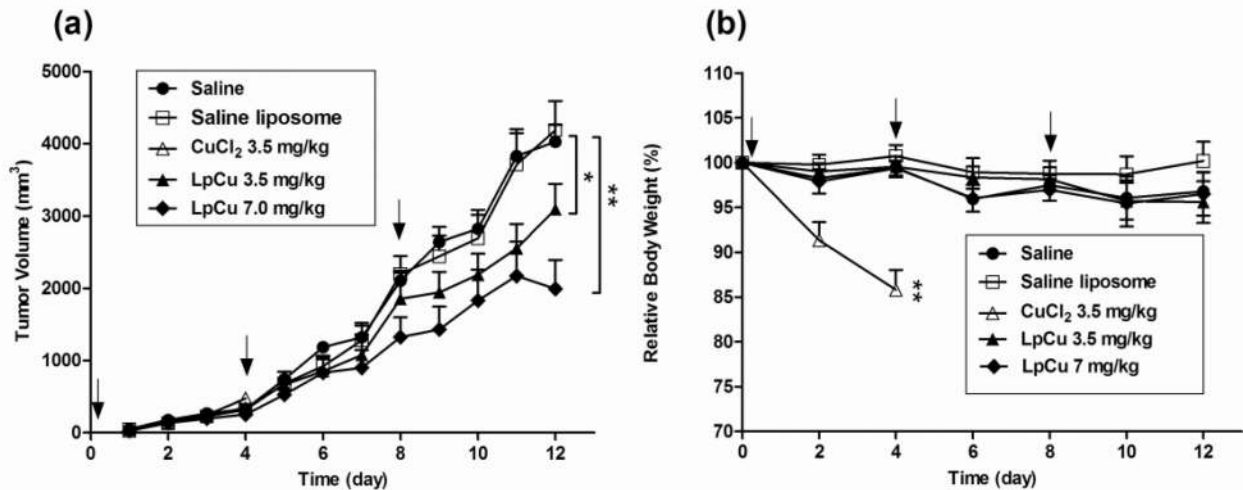 (a)
Tumor Volume (mm³)
5000
4000
3000
2000
1000
0
Saline
Saline liposome
CuCl₂ 3.5 mg/kg
LpCu 3.5 mg/kg
LpCu 7.0 mg/kg
*
**
0 2 4 6 8 10 12
Time (day)
(b)
Relative Body Weight (%)
110
105
100
95
90
85
80
75
70
**
Saline
Saline liposome
CuCl₂ 3.5 mg/kg
LpCu 3.5 mg/kg
LpCu 7 mg/kg
0 2 4 6 8 10 12
Time (day)